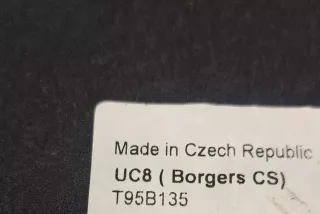 Made in Czech Republic
UC8 ( Borgers CS)
T95B135